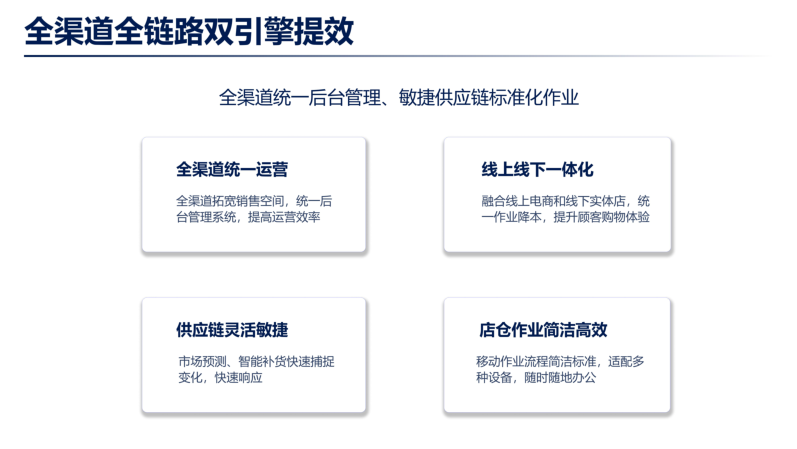 全渠道全链路双引擎提效
全渠道统一后台管理、敏捷供应链标准化作业
全渠道统一运营
全渠道拓宽销售空间，统一后
台管理系统，提高运营效率
线上线下一体化
融合线上电商和线下实体店，统
一作业降本，提升顾客购物体验
供应链灵活敏捷
市场预测、智能补货快速捕捉
变化，快速响应
店仓作业简洁高效
移动作业流程简洁标准，适配多
种设备，随时随地办公